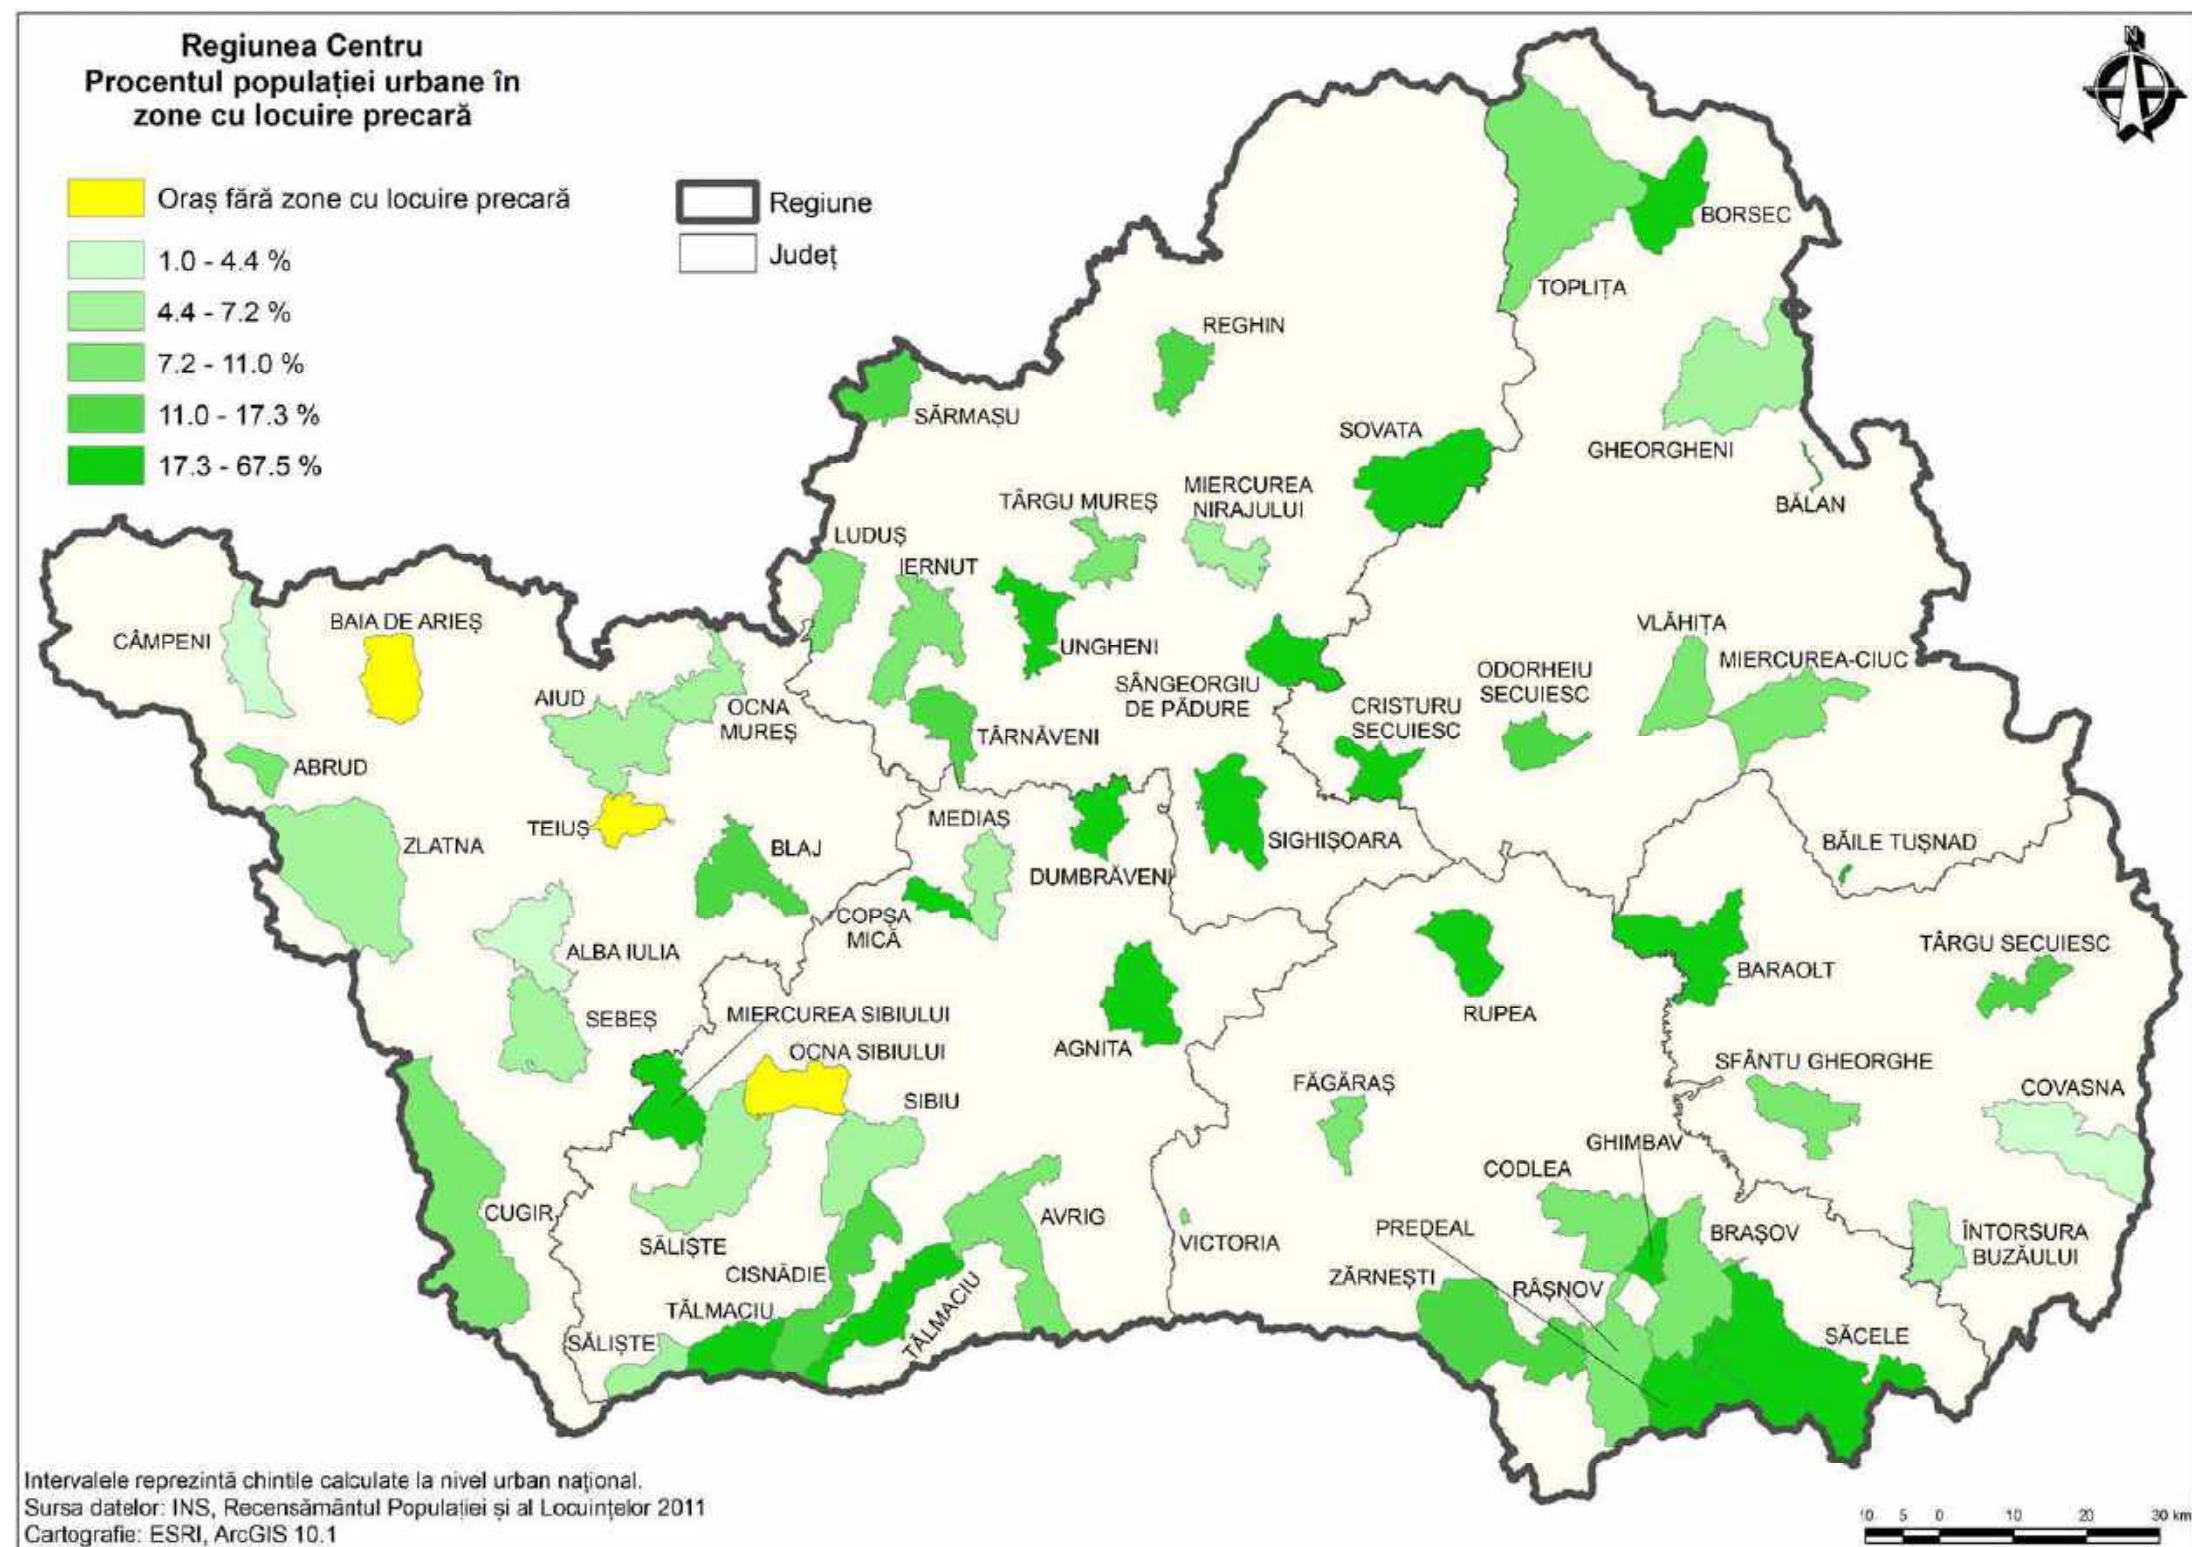 Regiunea Centru
Procentul populației urbane în
zone cu locuire precară
Oraș fără zone cu locuire precară
1.0 - 4.4 %
4.4 - 7.2 %
7.2 - 11.0 %
11.0 - 17.3 %
17.3 - 67.5 %
Regiune
Județ
N
BORSEC
TOPLIȚA
REGHIN
SĂRMAȘU
SOVATA
GHEORGHENI
BĂLAN
TÂRGU MUREȘ
MIERCUREA
NIRAJULUI
LUDUȘ
IERNUT
CÂMPENI
BAIA DE ARIEȘ
UNGHENI
VLĂHIȚA
MIERCUREA-CIUC
ODORHEIU
SECUIESC
SÂNGEORGIU
DE PĂDURE
CRISTURU
SECUIESC
AIUD
OCNA
MUREȘ
TÂRNĂVENI
ABRUD
ZLATNA
TEIUȘ
BLAJ
MEDIAȘ
DUMBRĂVENI
SIGHIȘOARA
BĂILE TUȘNAD
COPȘA
MICĂ
ALBA IULIA
BARAOLT
TÂRGU SECUIESC
SEBEȘ
MIERCUREA SIBIULUI
RUPEA
OCNA SIBIULUI
AGNITA
SIBIU
FĂGĂRAȘ
SFÂNTU GHEORGHE
COVASNA
GHIMBAV
CODLEA
CUGIR
SĂLIȘTE
AVRIG
VICTORIA
PREDEAL
BRAȘOV
ÎNTORSURA
BUZĂULUI
CISNĂDIE
ZĂRNEȘTI
RÂȘNOV
TĂLMACIU
TĂLMACIU
SĂLIȘTE
SĂCELE
Intervalele reprezintă chintile calculate la nivel urban național.
Sursa datelor: INS, Recensământul Populației și al Locuințelor 2011
Cartografie: ESRI, ArcGIS 10.1
10 5 0 10 20 30 km